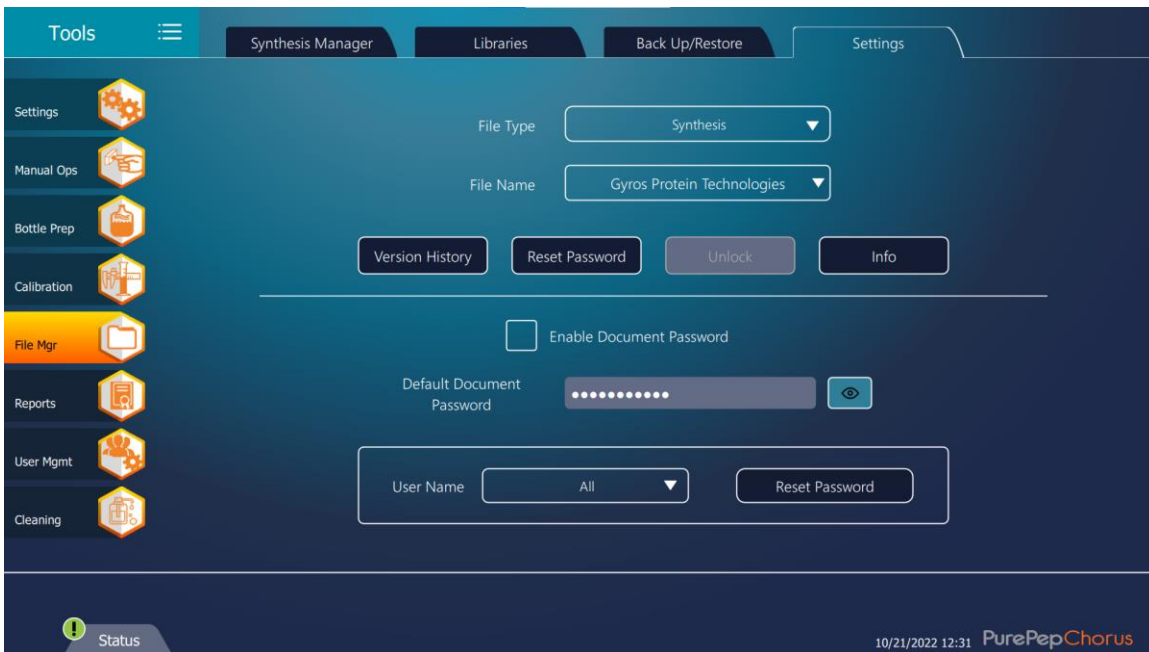 Tools
Synthesis Manager
Libraries
Back Up/Restore
Settings
Settings
Manual Ops
Bottle Prep
Calibration
File Mgr
Reports
User Mgmt
Cleaning
File Type
Synthesis
File Name
Gyros Protein Technologies
Version History
Reset Password
Unlock
Info
Enable Document Password
Default Document
Password
User Name
All
Reset Password
Status
10/21/2022 12:31 PurePepChorus